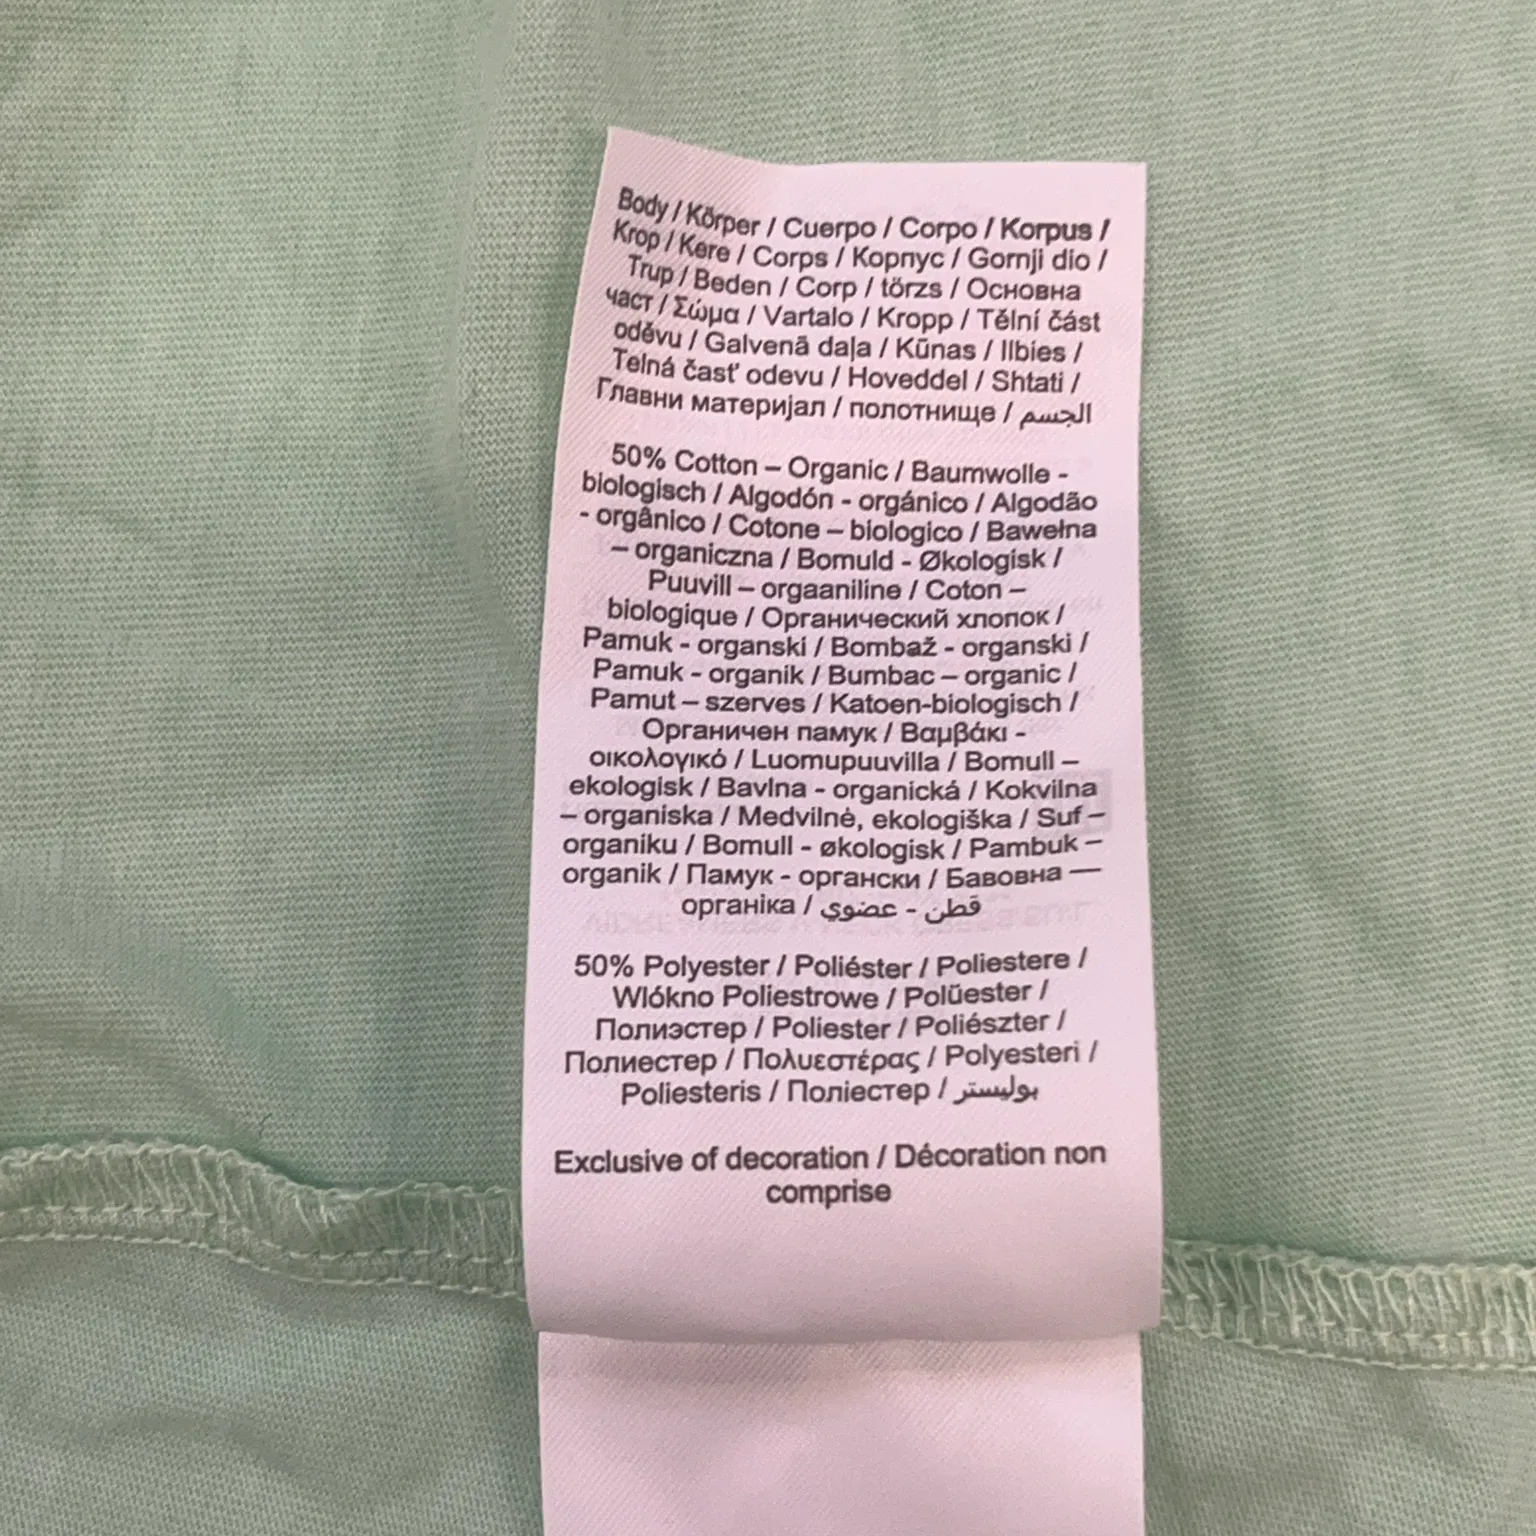 Body / Körper / Cuerpo / Corpo / Korpus /
Krop / Kere / Corps / Корпус / Gornji dio /
Trup / Beden / Corp / törzs / Основна
част / Σώμα / Vartalo / Kropp / Tělní část
oděvu / Galvenā daļa / Kūnas / Ilbies /
Telná časť odevu / Hoveddel / Shtati /
Главни материјал / полотнище / الجسم
50% Cotton – Organic / Baumwolle -
biologisch / Algodón - orgánico / Algodão
- orgânico / Cotone – biologico / Bawełna
– organiczna / Bomuld - Økologisk /
Puuvill – orgaaniline / Coton –
biologique / Органический хлопок /
Pamuk - organski / Bombaž - organski /
Pamuk - organik / Bumbac – organic /
Pamut – szerves / Katoen-biologisch /
Органичен памук / Βαμβάκι -
οικολογικό / Luomupuuvilla / Bomull –
ekologisk / Bavlna - organická / Kokvilna
– organiska / Medvilnė, ekologiška / Suf –
organiku / Bomull - økologisk / Pambuk –
organik / Памук - органски / Бавовна —
органіка / قطن - عضوي
50% Polyester / Poliéster / Poliestere /
Wlókno Poliestrowe / Polüester /
Полиэстер / Poliester / Poliészter /
Полиестер / Πολυεστέρας / Polyesteri /
Poliesteris / Поліестер / بوليستر
Exclusive of decoration / Décoration non
comprise